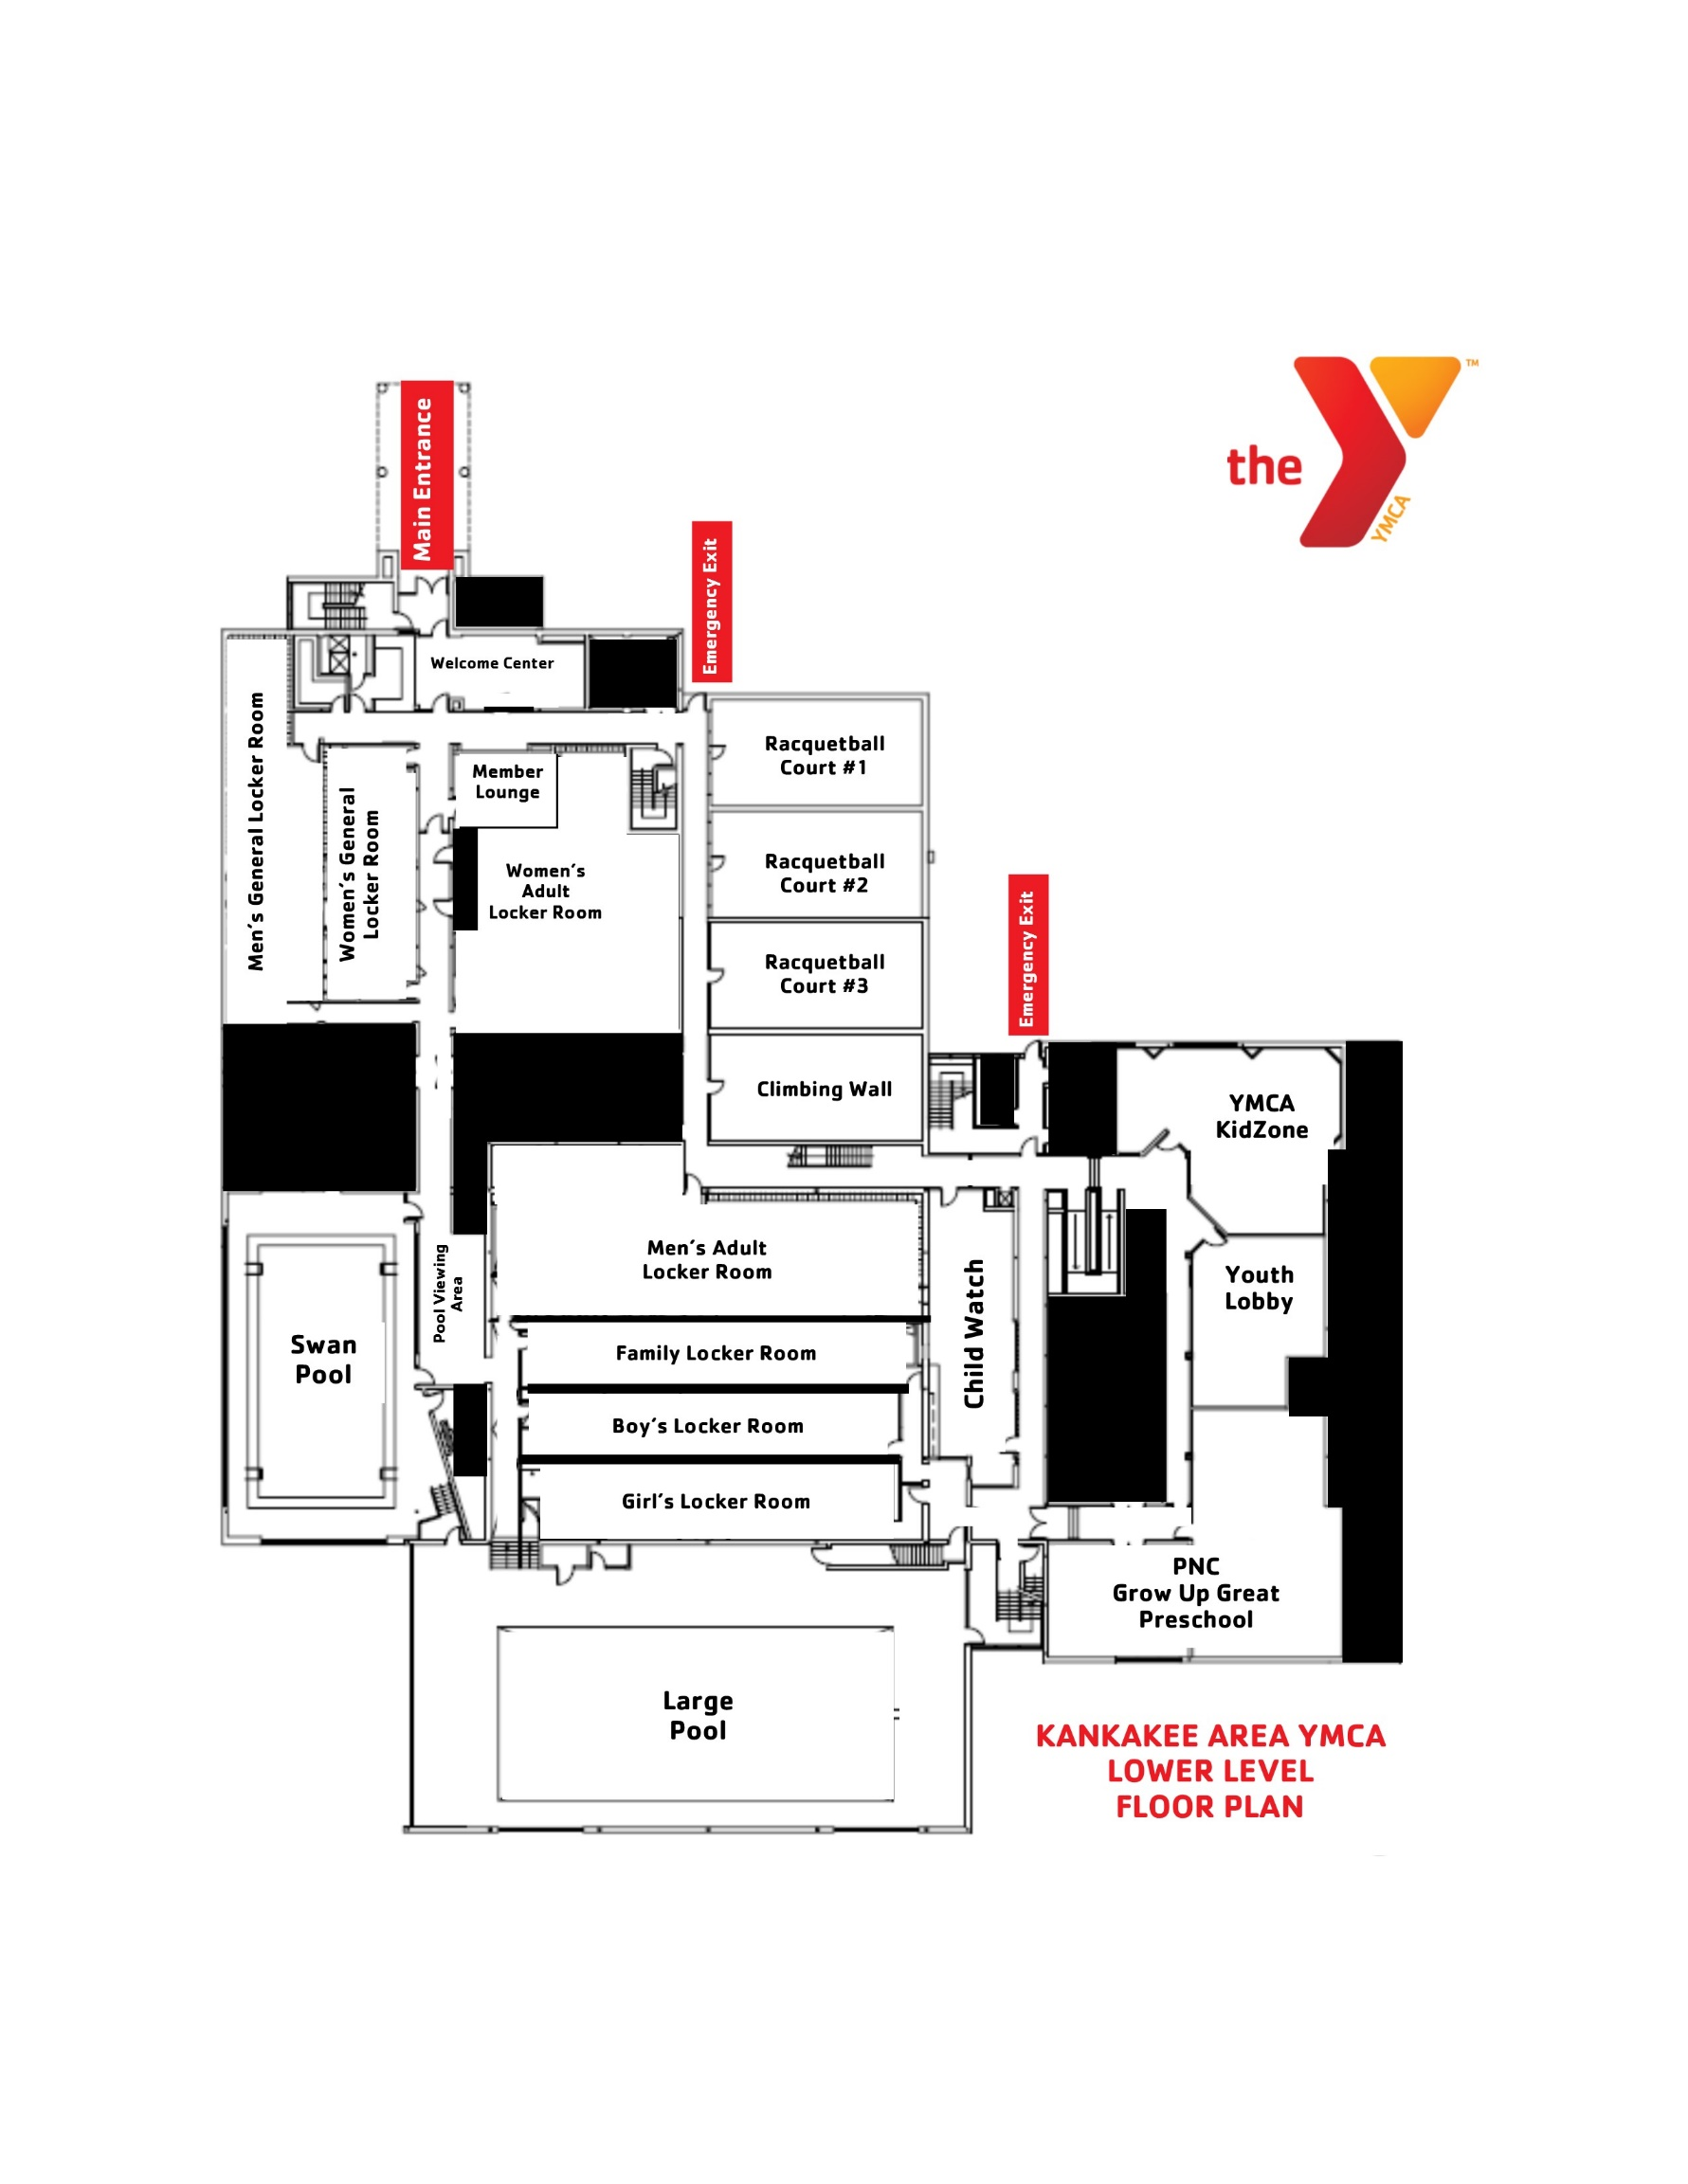 the
YMCA
™
Main Entrance
Emergency Exit
Welcome Center
Men's General Locker Room
Women's General
Locker Room
Member
Lounge
Women's
Adult
Locker Room
Racquetball
Court #1
Racquetball
Court #2
Racquetball
Court #3
Climbing Wall
Emergency Exit
YMCA
KidZone
Youth
Lobby
Men's Adult
Locker Room
Pool Viewing
Area
Swan
Pool
Family Locker Room
Boy's Locker Room
Girl's Locker Room
Child Watch
PNC
Grow Up Great
Preschool
Large
Pool
KANKAKEE AREA YMCA
LOWER LEVEL
FLOOR PLAN